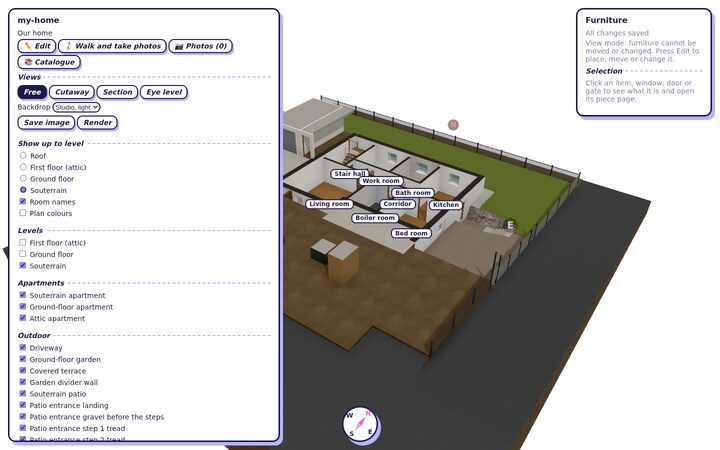 my-home
Our home
✏️ Edit
🚶 Walk and take photos
📷 Photos (0)
📚 Catalogue
Views
Free
Cutaway
Section
Eye level
Backdrop
Studio, light
Save image
Render
Show up to level
Roof
First floor (attic)
Ground floor
Souterrain
Room names
Plan colours
Levels
First floor (attic)
Ground floor
Souterrain
Apartments
Souterrain apartment
Ground-floor apartment
Attic apartment
Outdoor
Driveway
Ground-floor garden
Covered terrace
Garden divider wall
Souterrain patio
Patio entrance landing
Patio entrance gravel before the steps
Patio entrance step 1 tread
Patio entrance step 2 tread
N
Stair hall
Work room
Bath room
Living room
Corridor
Kitchen
Boiler room
Bed room
E
W
N
S
E
Furniture
All changes saved
View mode: furniture cannot be
moved or changed. Press Edit to
place, move or change it.
Selection
Click an item, window, door or
gate to see what it is and open
its piece page.